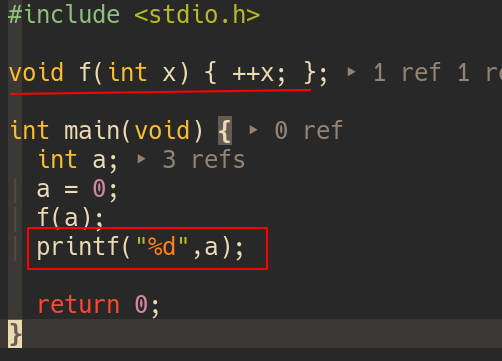 #include <stdio.h>
void f(int x) { ++x; }; ▸ 1 ref 1 re
int main(void) { ▸ 0 ref
int a; ▸ 3 refs
a = 0;
f(a);
printf("%d",a);
return 0;
}